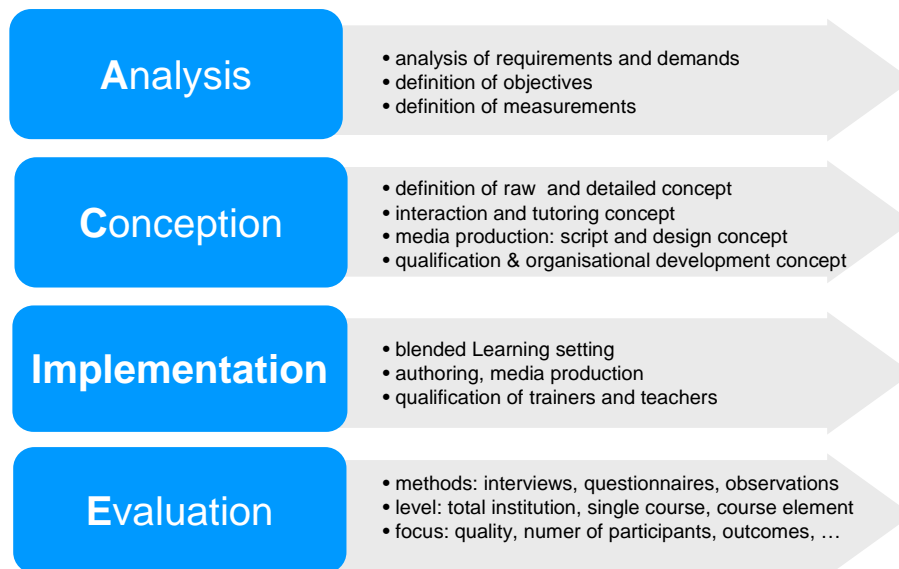 Analysis
• analysis of requirements and demands
• definition of objectives
• definition of measurements
Conception
• definition of raw  and detailed concept
• interaction and tutoring concept
• media production: script and design concept
• qualification & organisational development concept
Implementation
• blended Learning setting
• authoring, media production
• qualification of trainers and teachers
Evaluation
• methods: interviews, questionnaires, observations
• level: total institution, single course, course element
• focus: quality, numer of participants, outcomes, …